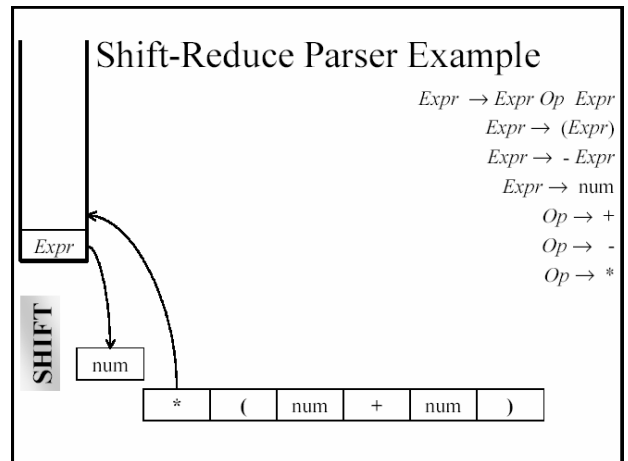 Shift-Reduce Parser Example
Expr → Expr Op Expr
Expr → (Expr)
Expr → - Expr
Expr → num
Op → +
Op → -
Op → *
Expr
SHIFT
num
* ( num + num )